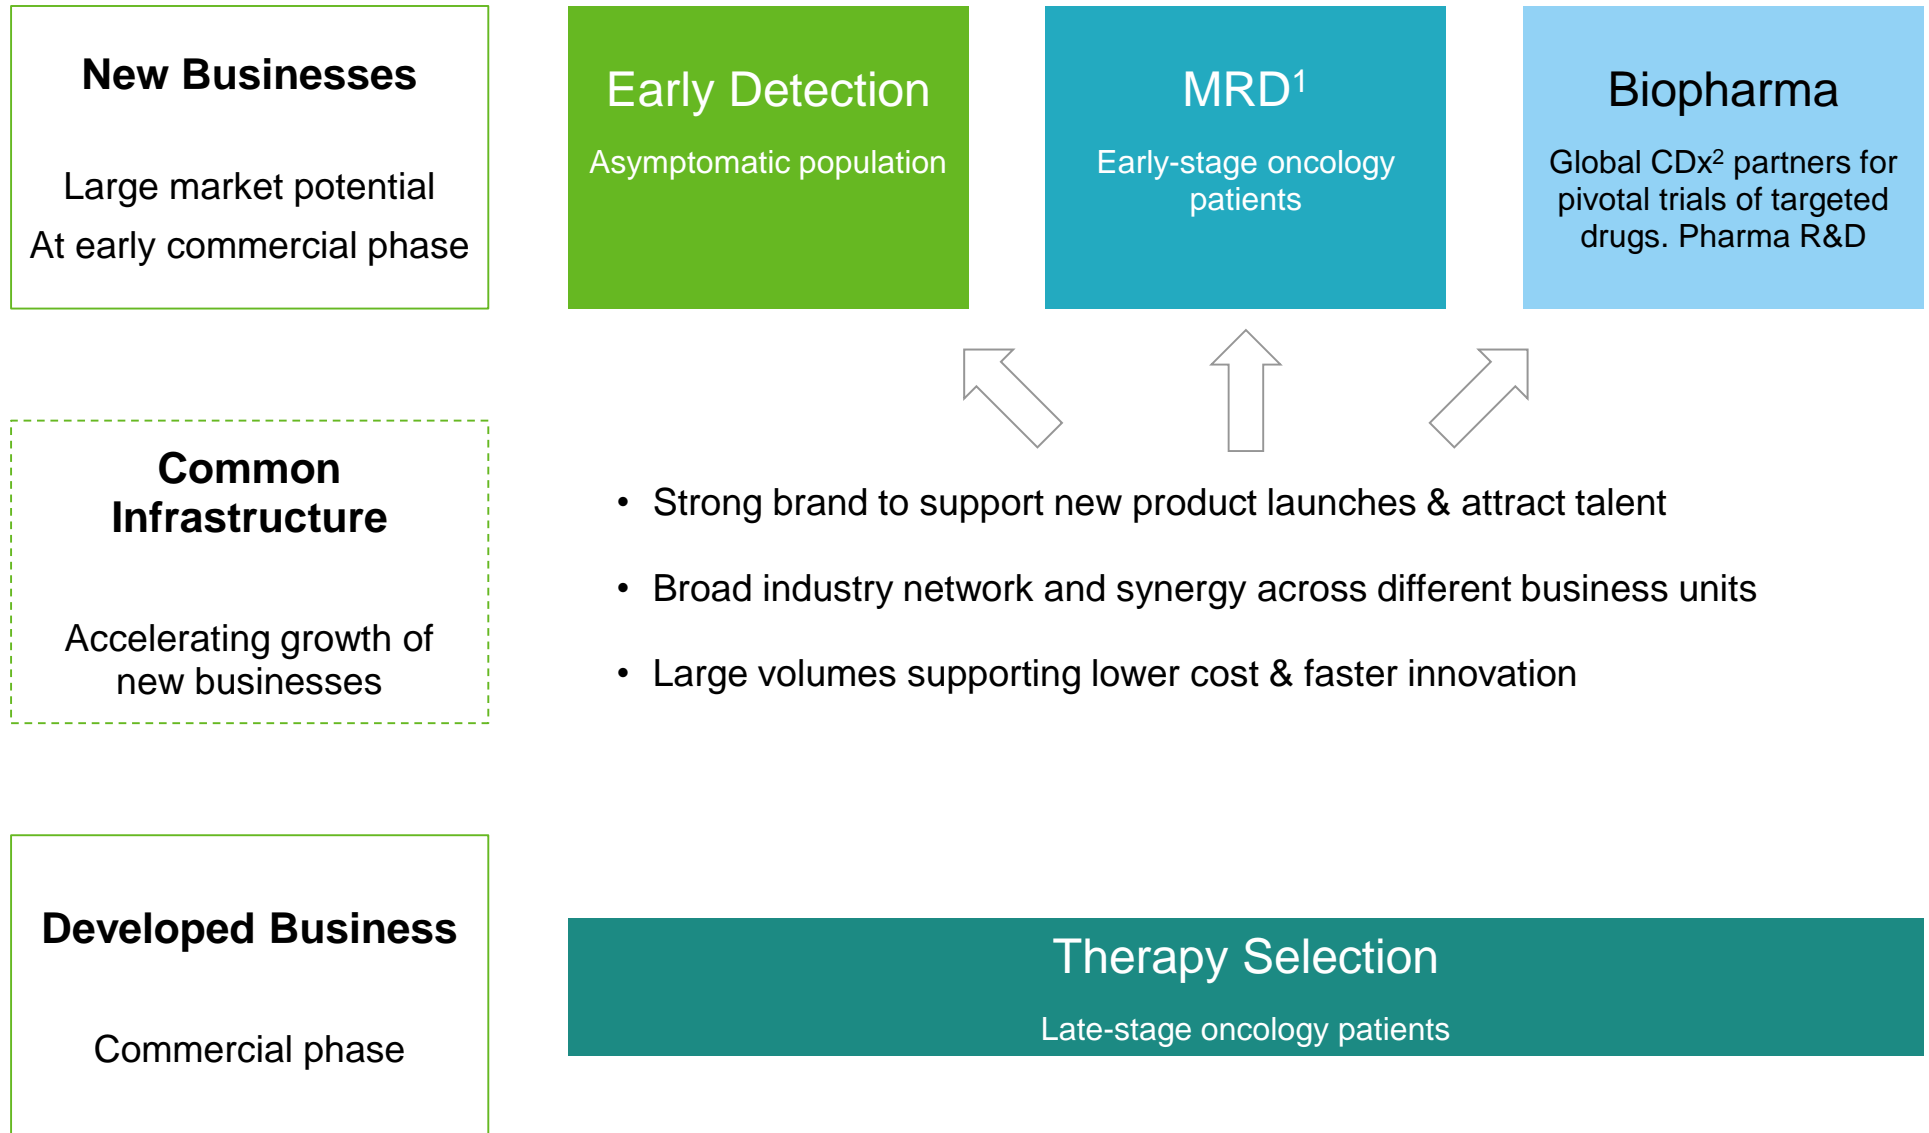 New Businesses
Large market potential
At early commercial phase
Early Detection
Asymptomatic population
MRD¹
Early-stage oncology
patients
Biopharma
Global CDx² partners for
pivotal trials of targeted
drugs. Pharma R&D
Common
Infrastructure
Accelerating growth of
new businesses
• Strong brand to support new product launches & attract talent
• Broad industry network and synergy across different business units
• Large volumes supporting lower cost & faster innovation
Developed Business
Commercial phase
Therapy Selection
Late-stage oncology patients